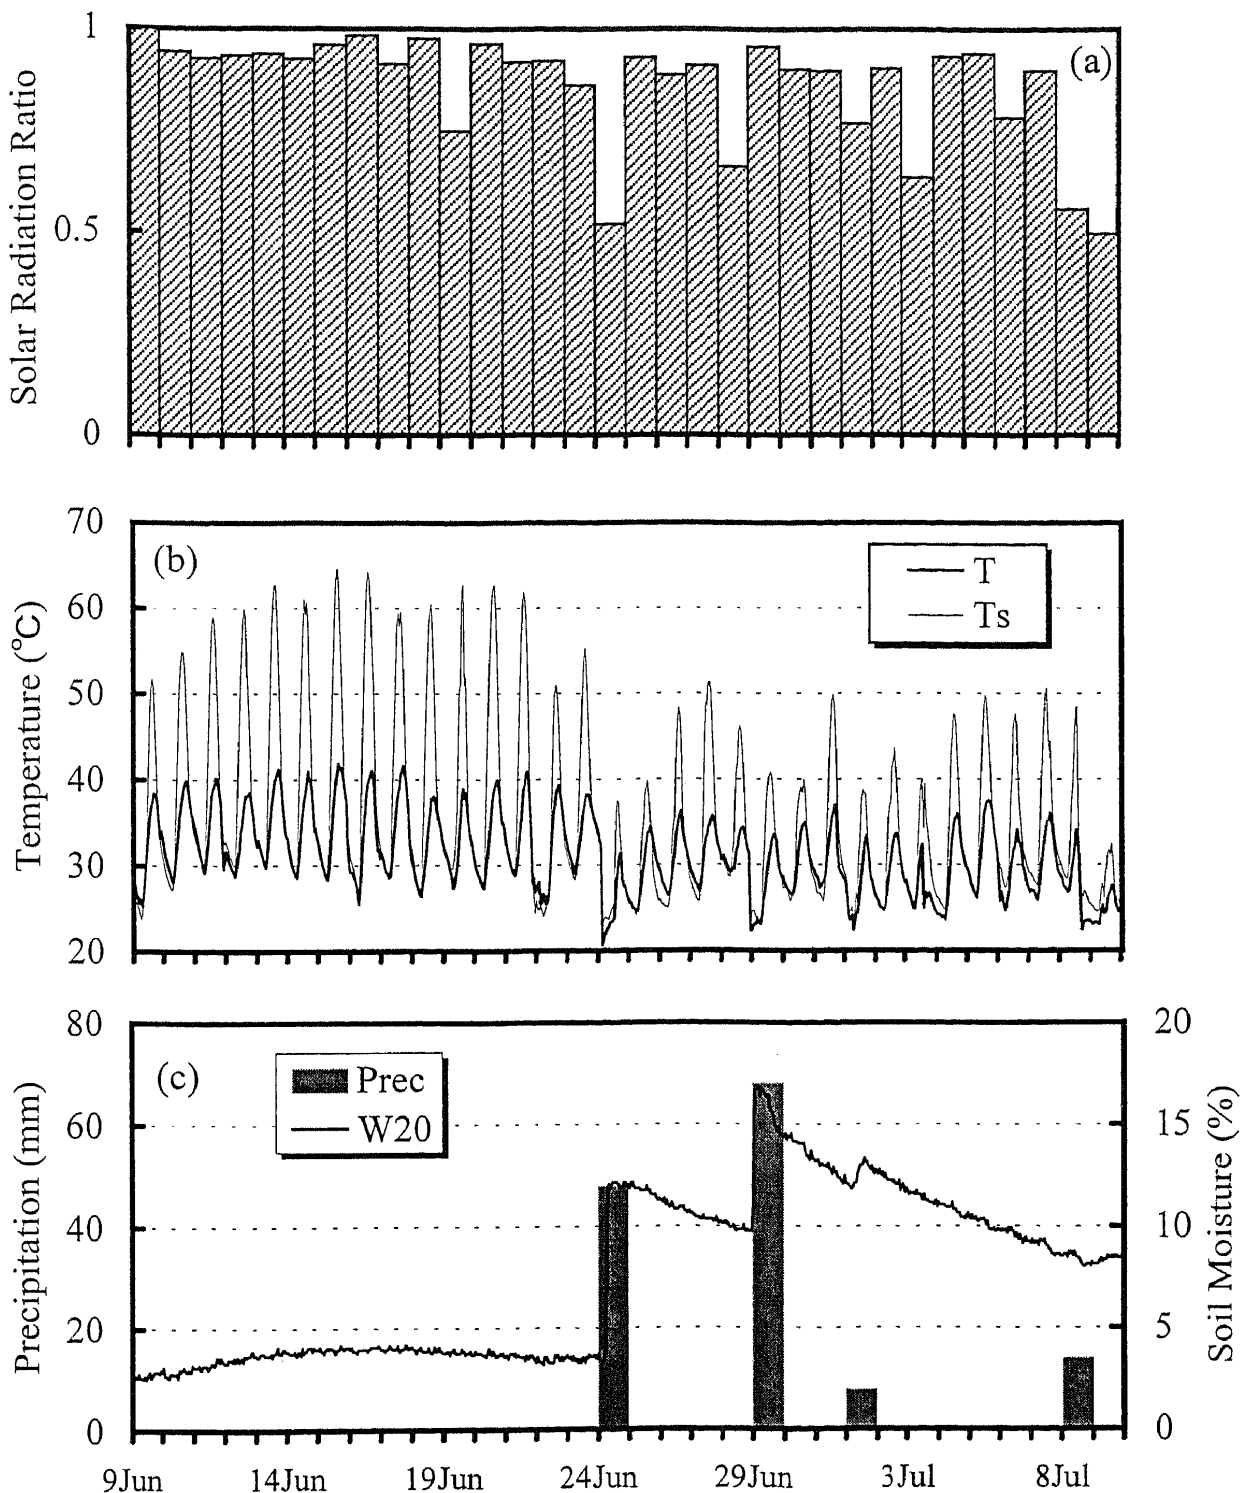 1
(a)
Solar Radiation Ratio
0.5
0
70
(b)
T
Ts
60
Temperature (°C)
50
40
30
20
80
20
(c)
Prec
W20
60
15
Precipitation (mm)
Soil Moisture (%)
40
10
20
5
0
0
9Jun 14Jun 19Jun 24Jun 29Jun 3Jul 8Jul